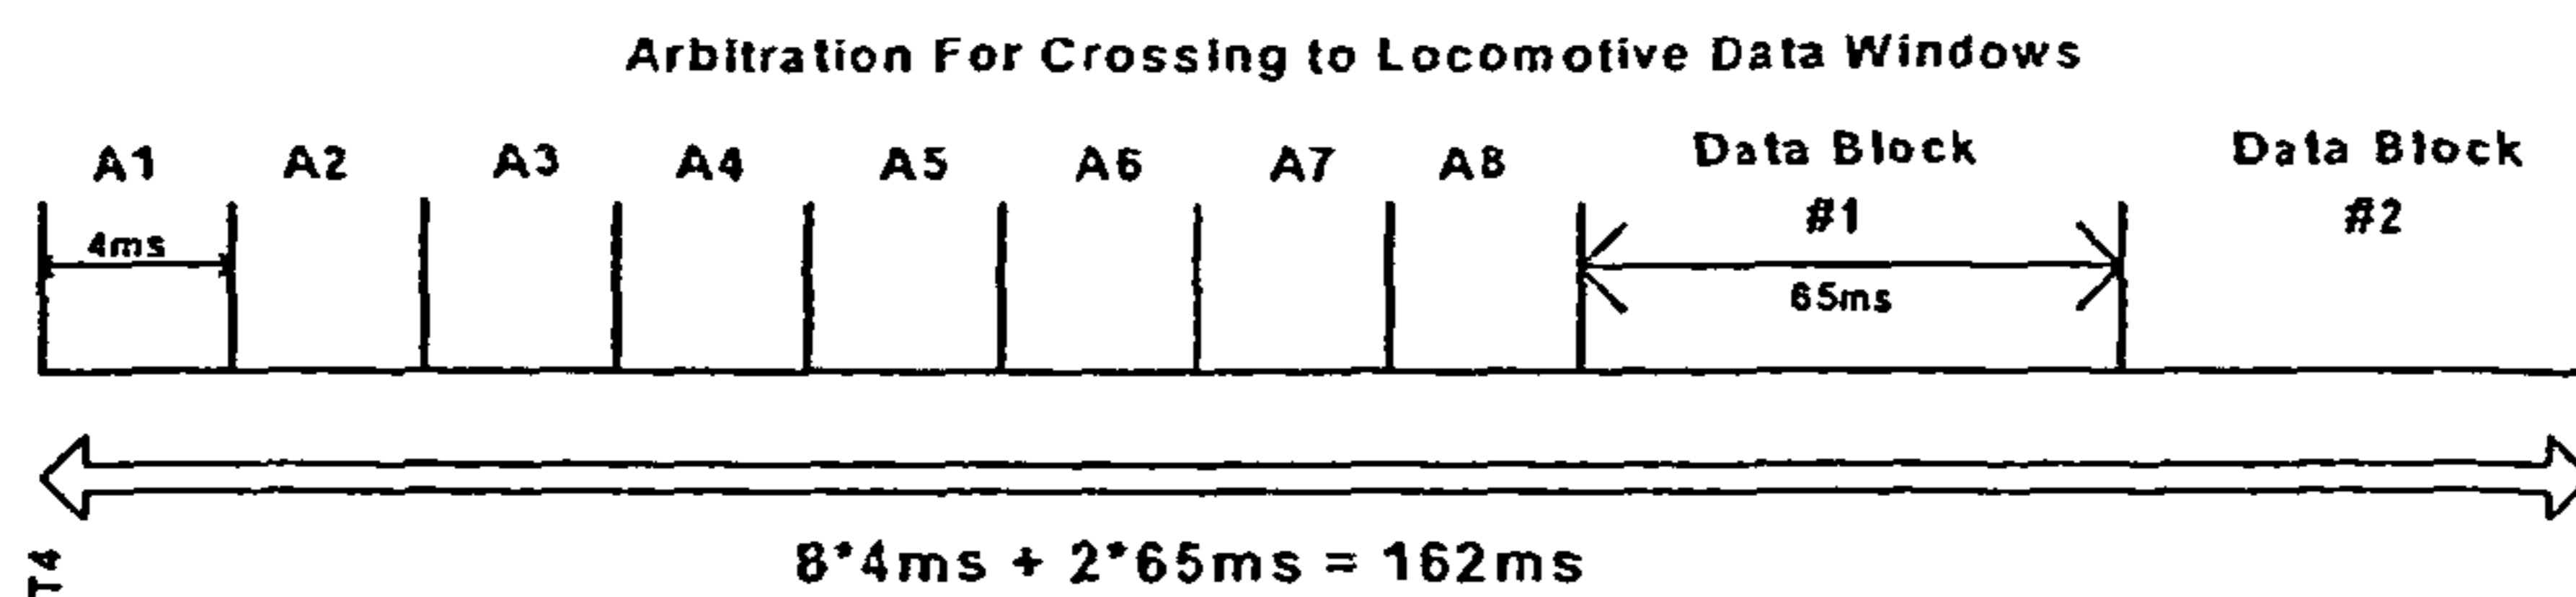 Arbitration For Crossing to Locomotive Data Windows
A1 A2 A3 A4 A5 A6 A7 A8 Data Block #1 Data Block #2
4ms
65ms
8*4ms + 2*65ms = 162ms
T4